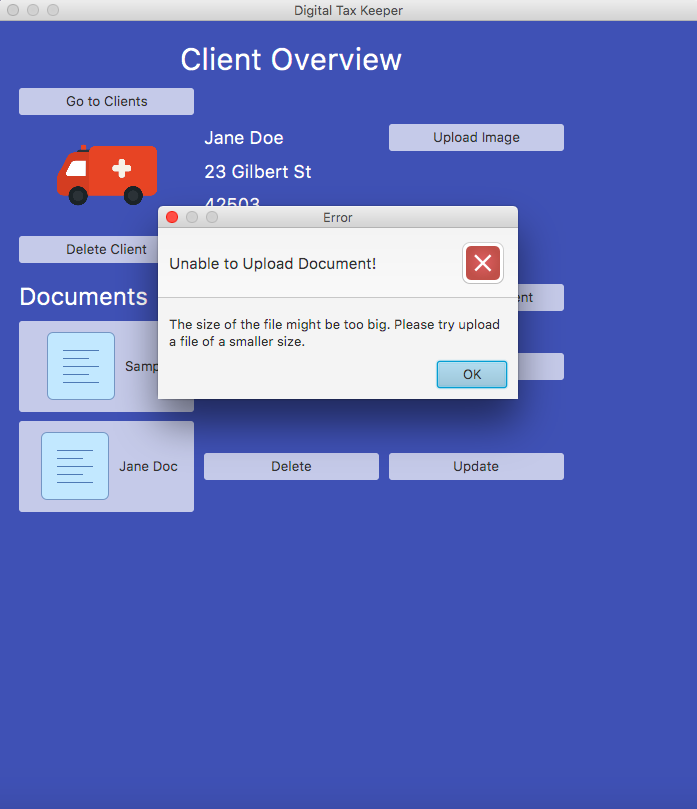 Digital Tax Keeper
Client Overview
Go to Clients
Jane Doe
Upload Image
23 Gilbert St
42503
Error
Delete Client
Unable to Upload Document!
Documents
The size of the file might be too big. Please try upload
a file of a smaller size.
OK
Jane Doc
Delete
Update